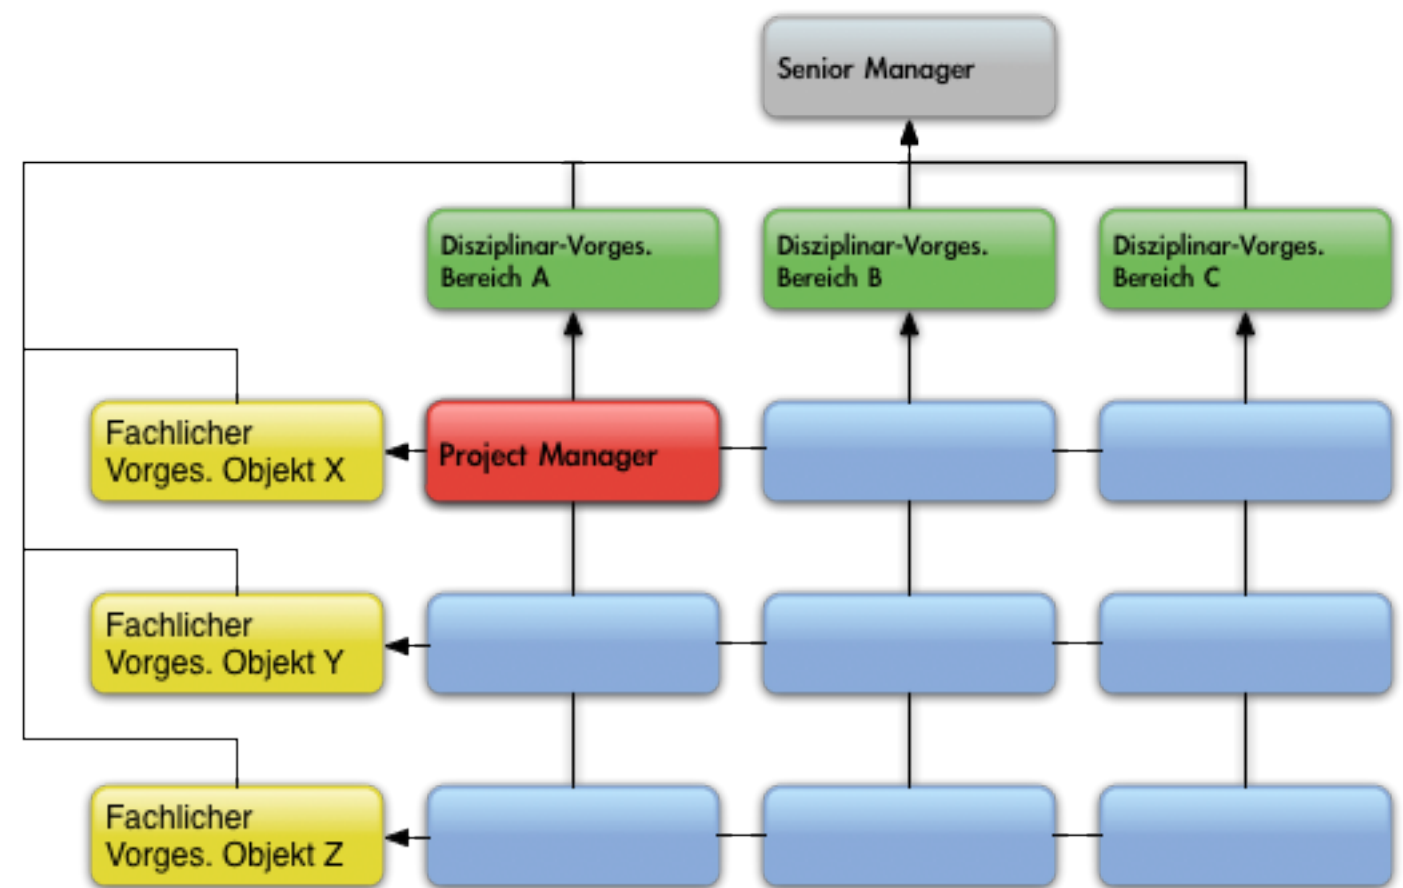 Senior Manager
Disziplinar-Vorges.
Bereich A
Disziplinar-Vorges.
Bereich B
Disziplinar-Vorges.
Bereich C
Fachlicher
Vorges. Objekt X
Project Manager
Fachlicher
Vorges. Objekt Y
Fachlicher
Vorges. Objekt Z